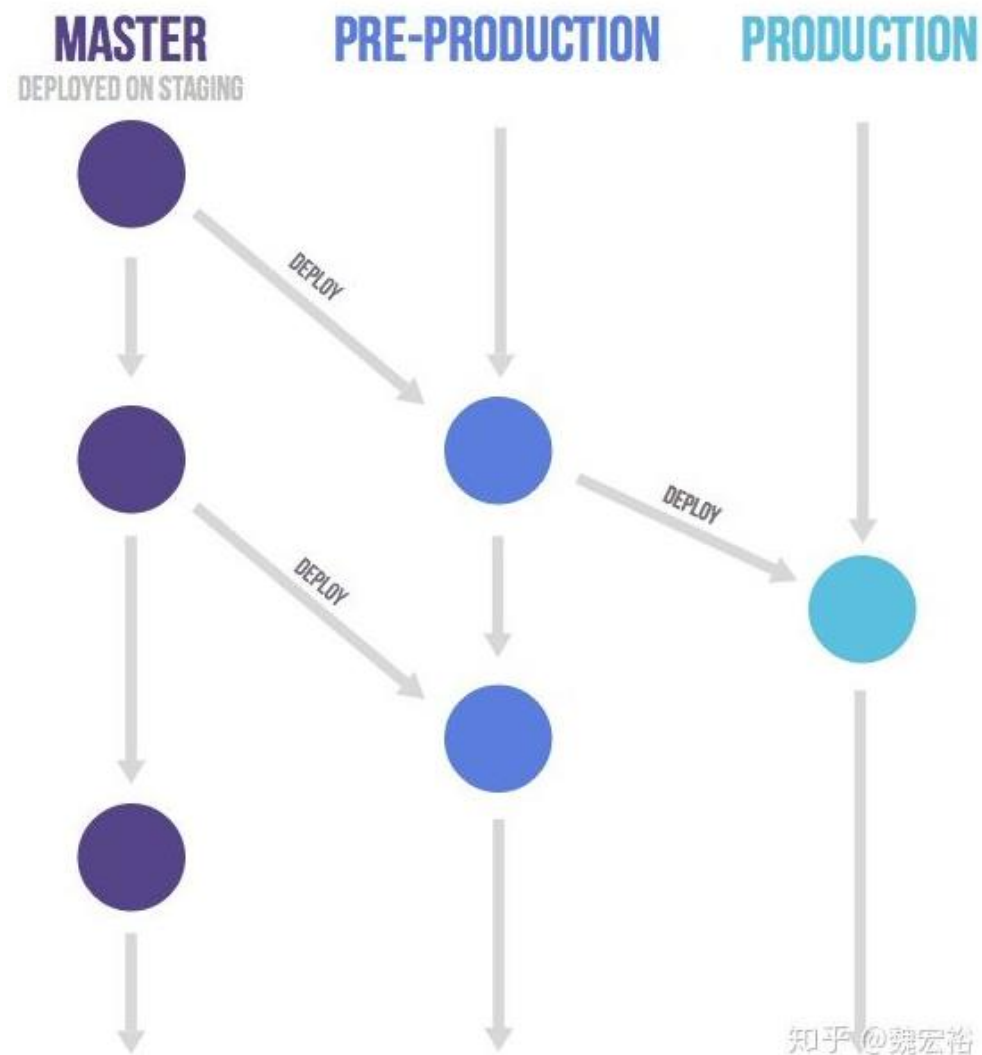 MASTER
DEPLOYED ON STAGING
PRE-PRODUCTION
PRODUCTION
DEPLOY
DEPLOY
DEPLOY
知乎 @魏宏裕